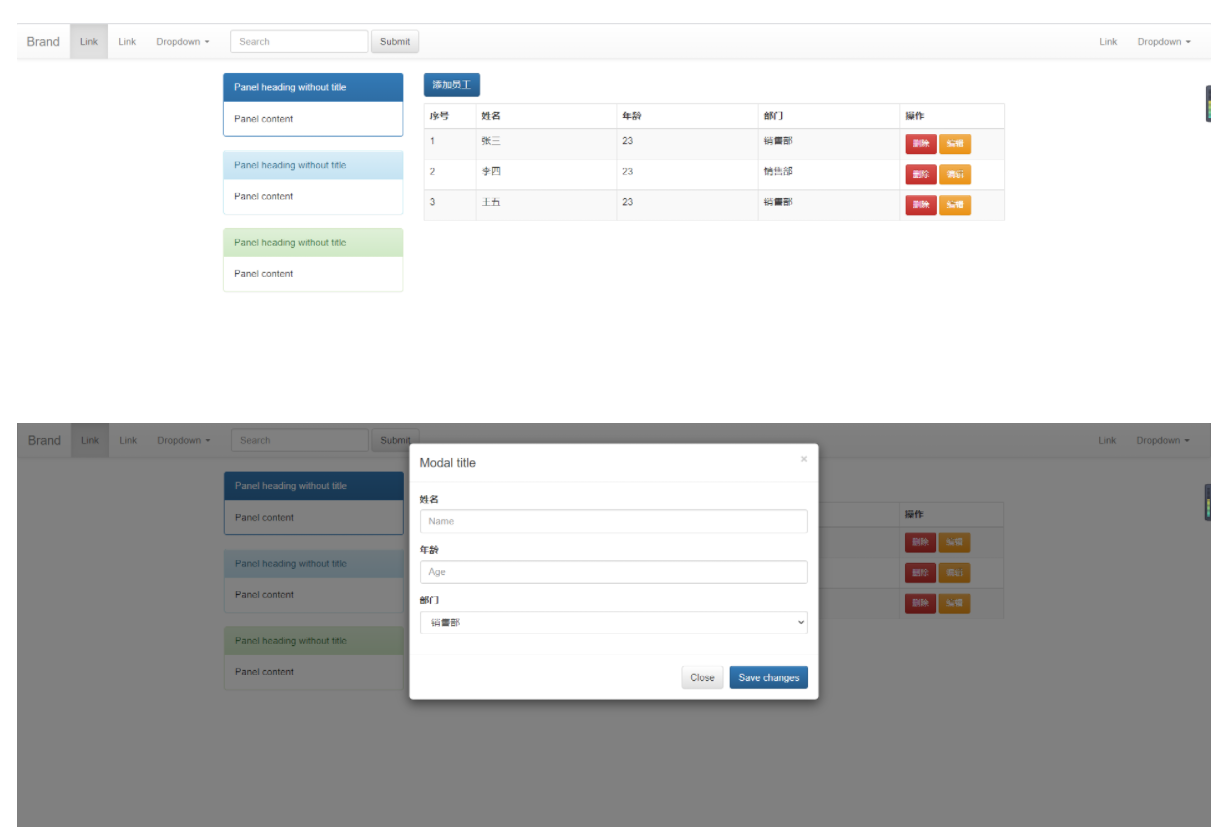 Brand Link Link Dropdown Search Submit Link Dropdown
Panel heading without title
Panel content
Panel heading without title
Panel content
Panel heading without title
Panel content
添加员工
序号 姓名 年龄 部门 操作
1 张三 23 销售部 删除 编辑
2 李四 23 销售部 删除 编辑
3 王五 23 销售部 删除 编辑
Brand Link Link Dropdown Search Submit Link Dropdown
Panel heading without title
Panel content
Panel heading without title
Panel content
Panel heading without title
Panel content
Modal title ×
姓名
Name
年龄
Age
部门
销售部
Close Save changes
操作
删除 编辑
删除 编辑
删除 编辑